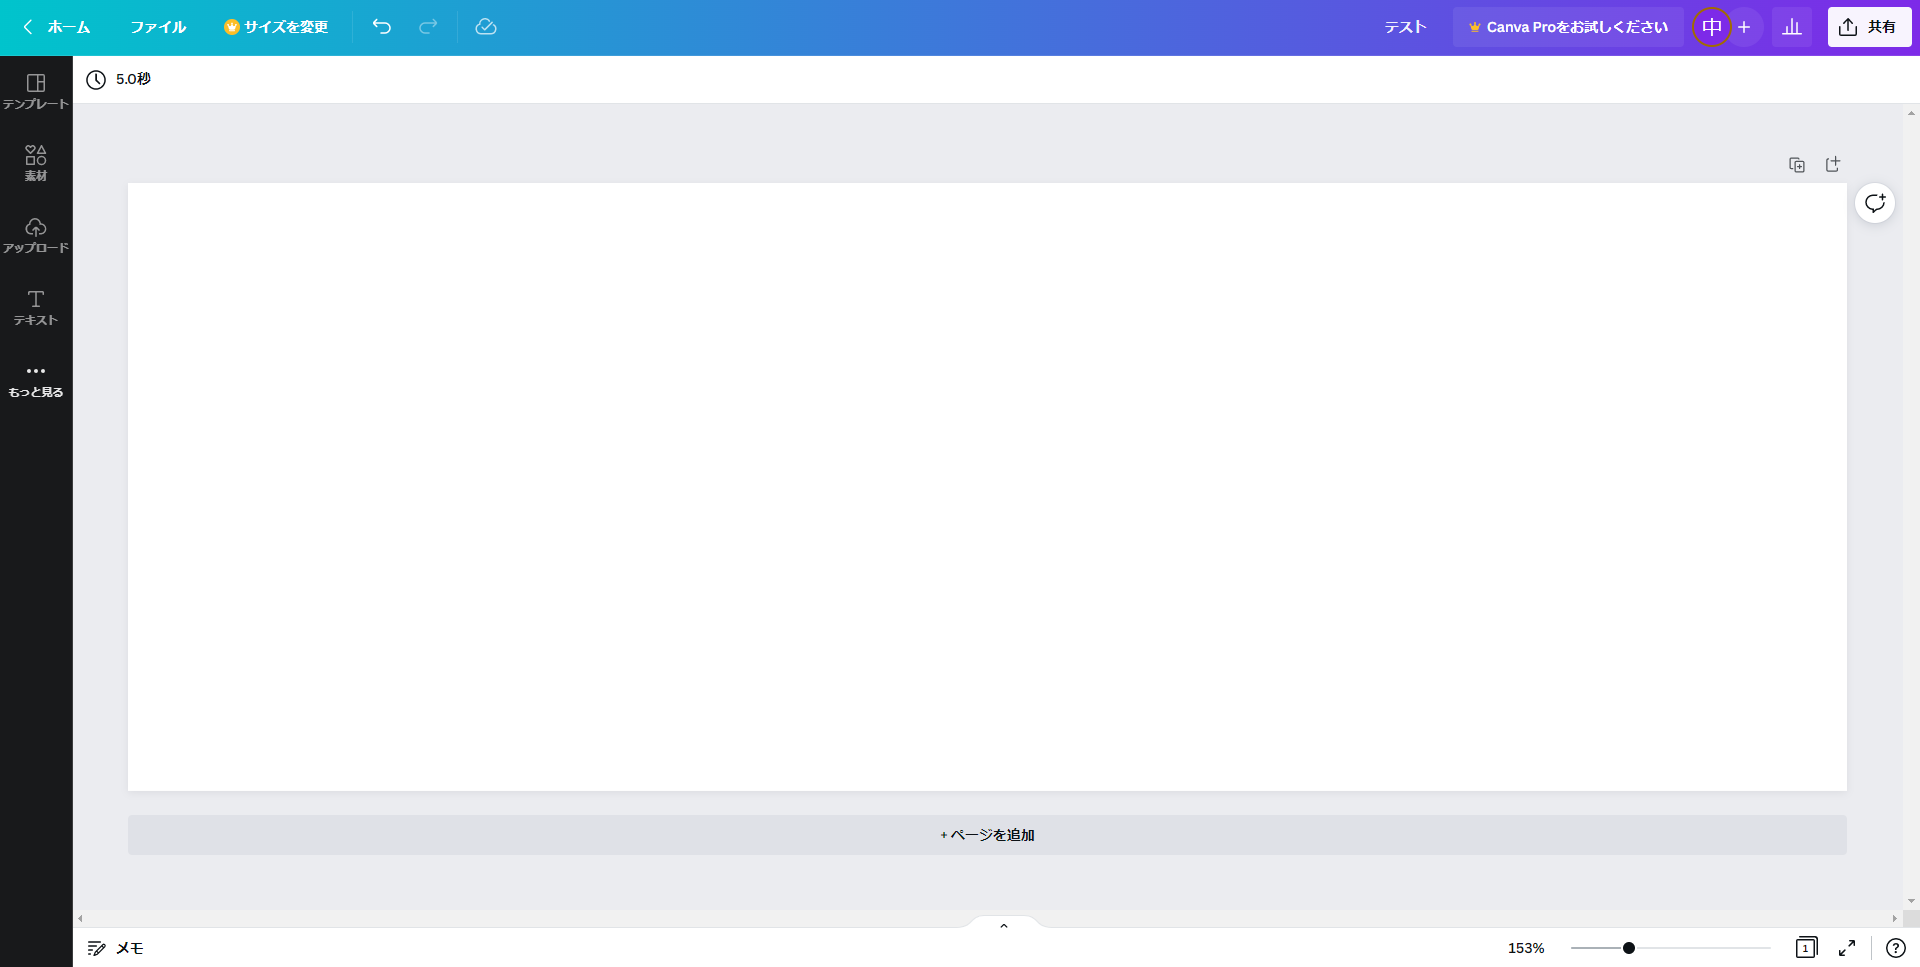 ホーム
ファイル
サイズを変更
テスト
Canva Proをお試しください
中
+
共有
5.0秒
テンプレート
素材
アップロード
テキスト
もっと見る
+ ページを追加
メモ
153%
1
?